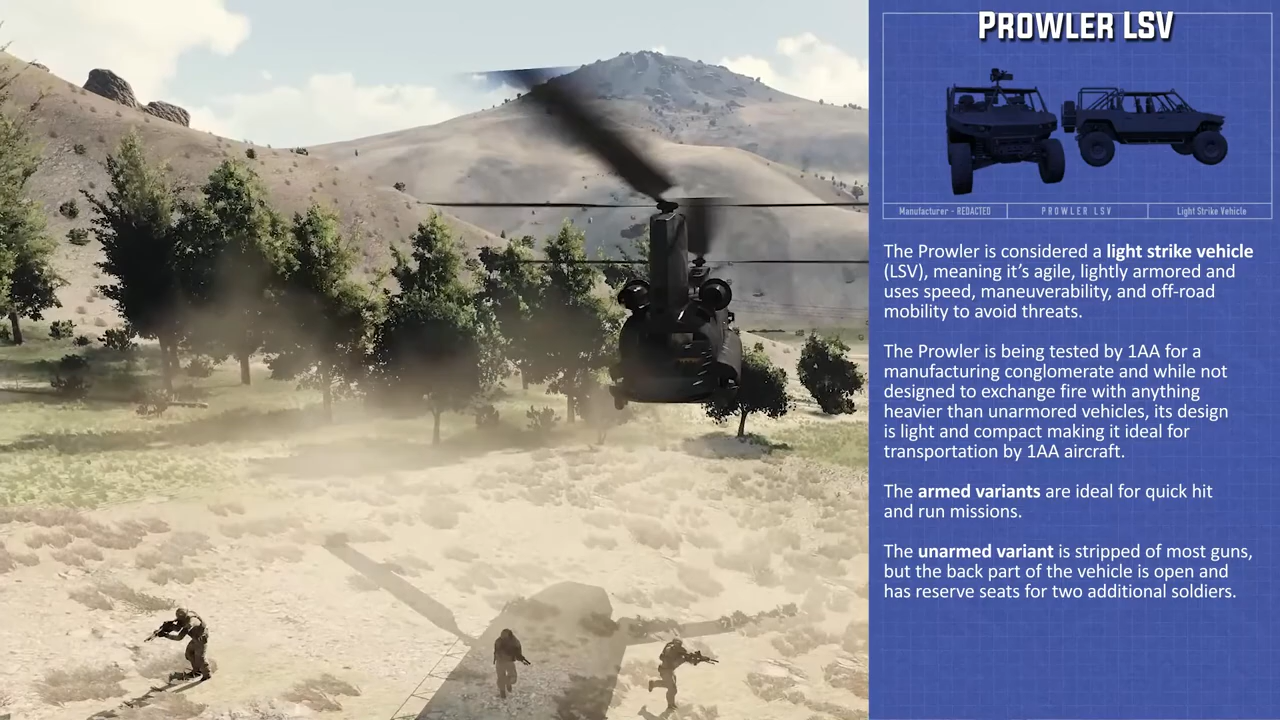 PROWLER LSV
Manufacturer - REDACTED
PROWLER LSV
Light Strike Vehicle
The Prowler is considered a light strike vehicle
(LSV), meaning it's agile, lightly armored and
uses speed, maneuverability, and off-road
mobility to avoid threats.
The Prowler is being tested by 1AA for a
manufacturing conglomerate and while not
designed to exchange fire with anything
heavier than unarmored vehicles, its design
is light and compact making it ideal for
transportation by 1AA aircraft.
The armed variants are ideal for quick hit
and run missions.
The unarmed variant is stripped of most guns,
but the back part of the vehicle is open and
has reserve seats for two additional soldiers.